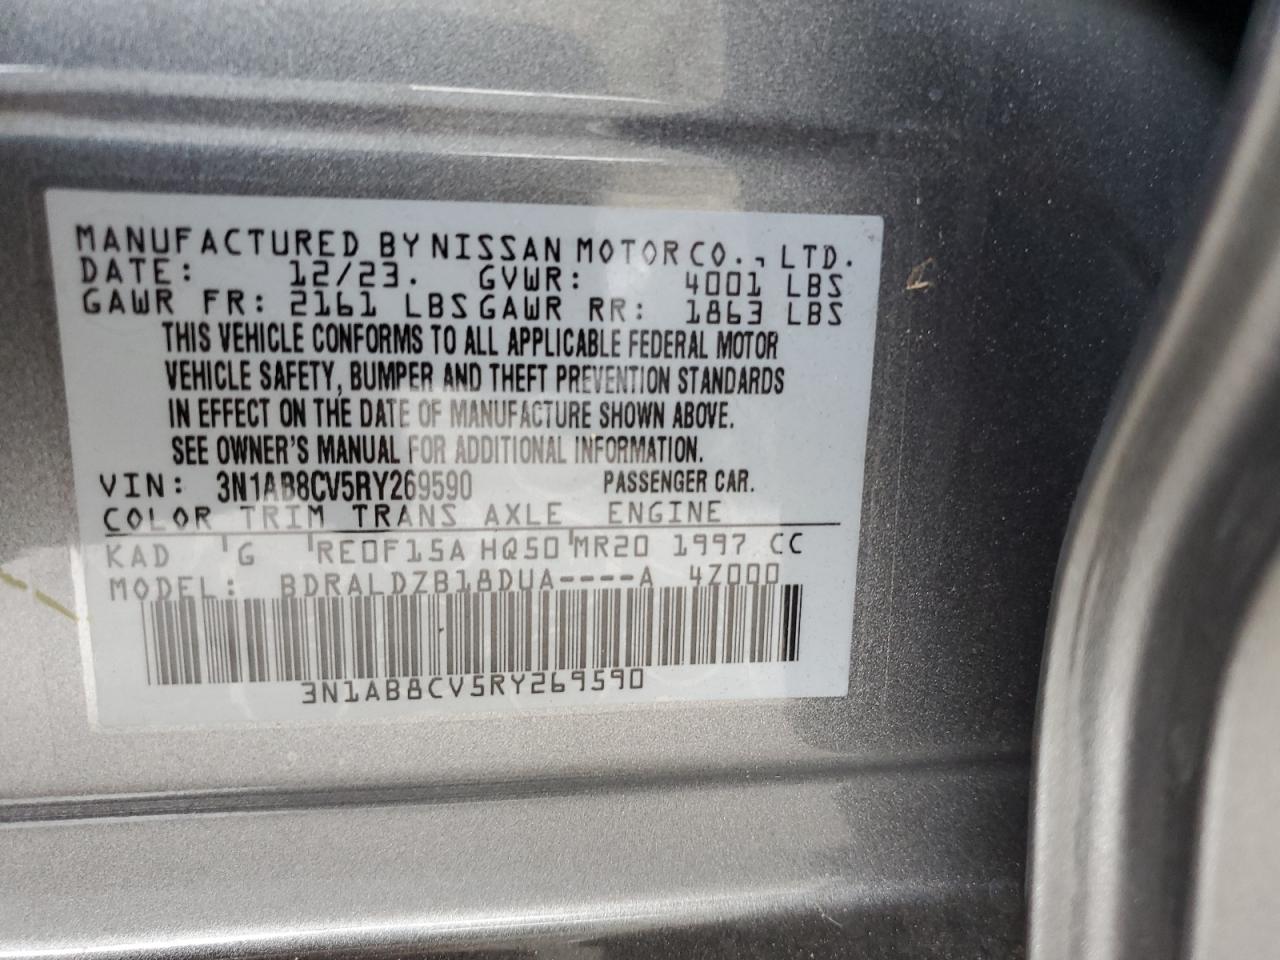 MANUFACTURED BY NISSAN MOTOR CO., LTD.
DATE: 12/23. GVWR: 4001 LBS
GAWR FR: 2161 LBS GAWR RR: 1863 LBS
THIS VEHICLE CONFORMS TO ALL APPLICABLE FEDERAL MOTOR
VEHICLE SAFETY, BUMPER AND THEFT PREVENTION STANDARDS
IN EFFECT ON THE DATE OF MANUFACTURE SHOWN ABOVE.
SEE OWNER'S MANUAL FOR ADDITIONAL INFORMATION.
VIN: 3N1AB8CV5RY269590 PASSENGER CAR.
COLOR TRIM TRANS AXLE ENGINE
KAD G RE0F15A HQ50 MR20 1997 CC
MODEL: BDRALDZB18DUA----A 4Z000
3N1AB8CV5RY269590